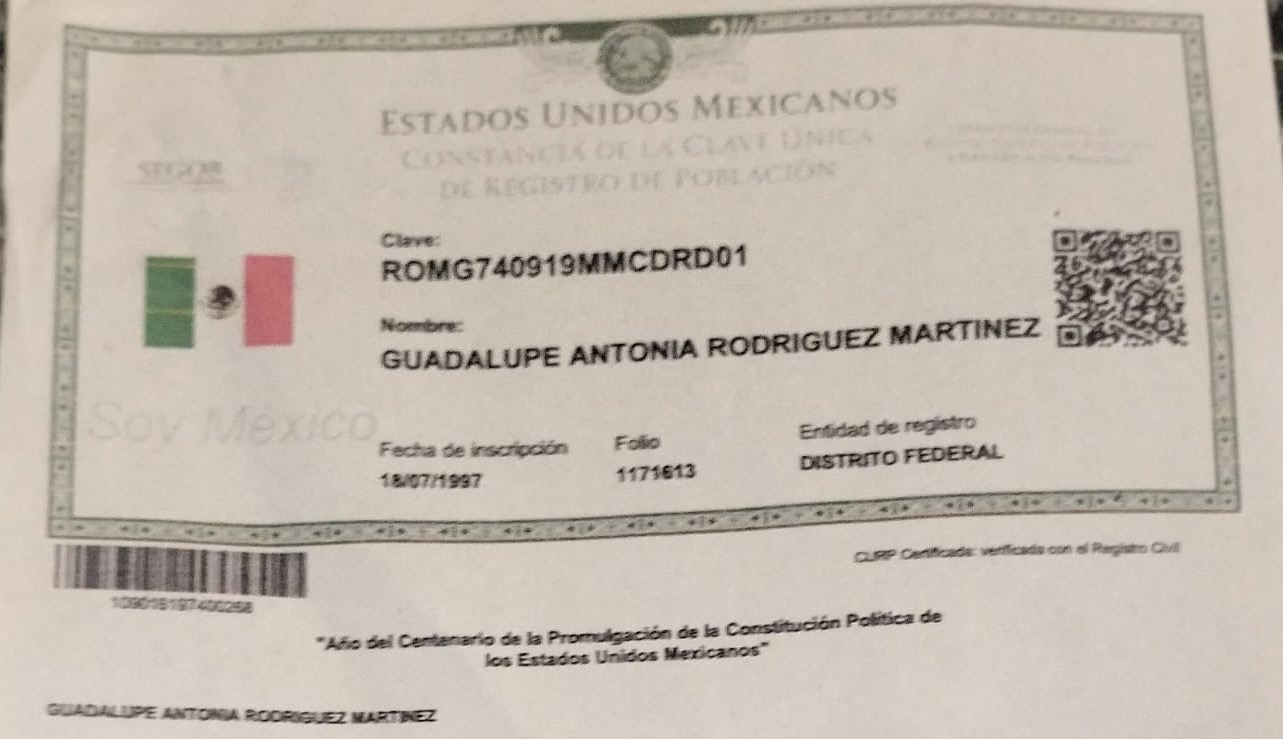 ESTADOS UNIDOS MEXICANOS
CONSTANCIA DE LA CLAVE ÚNICA
DE REGISTRO DE POBLACIÓN
SEGOB
Clave:
ROMG740919MMCDRD01
Nombre:
GUADALUPE ANTONIA RODRIGUEZ MARTINEZ
Soy México
Fecha de inscripción
Folio
Entidad de registro
18/07/1997
1171613
DISTRITO FEDERAL
CURP Certificada: verificada con el Registro Civil
"Año del Centenario de la Promulgación de la Constitución Política de
los Estados Unidos Mexicanos"
GUADALUPE ANTONIA RODRIGUEZ MARTINEZ